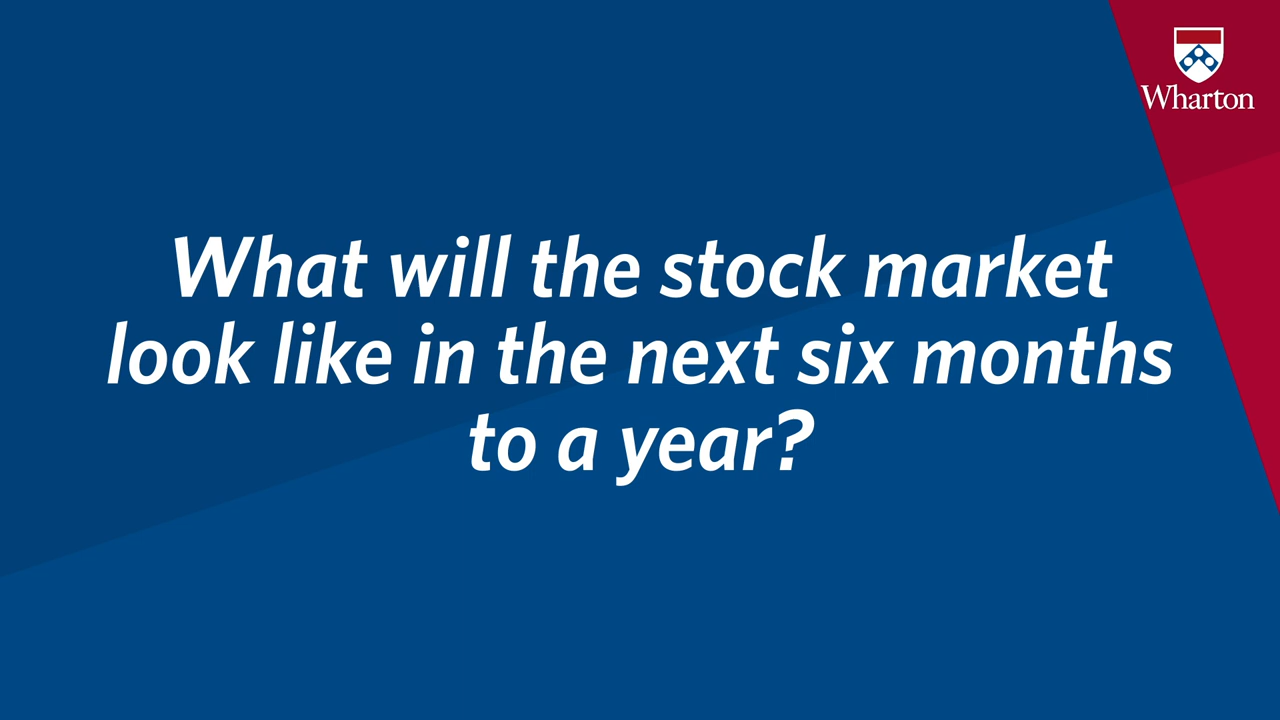 Wharton
What will the stock market
look like in the next six months
to a year?